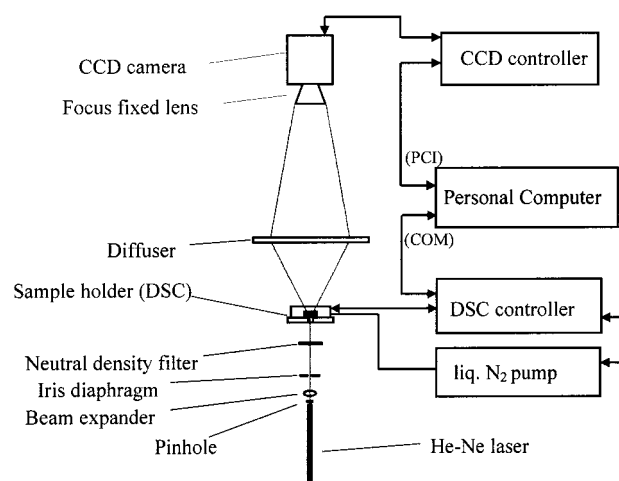 CCD camera
CCD controller
Focus fixed lens
(PCI)
Personal Computer
(COM)
Diffuser
Sample holder (DSC)
DSC controller
Neutral density filter
liq. N₂ pump
Iris diaphragm
Beam expander
Pinhole
He-Ne laser